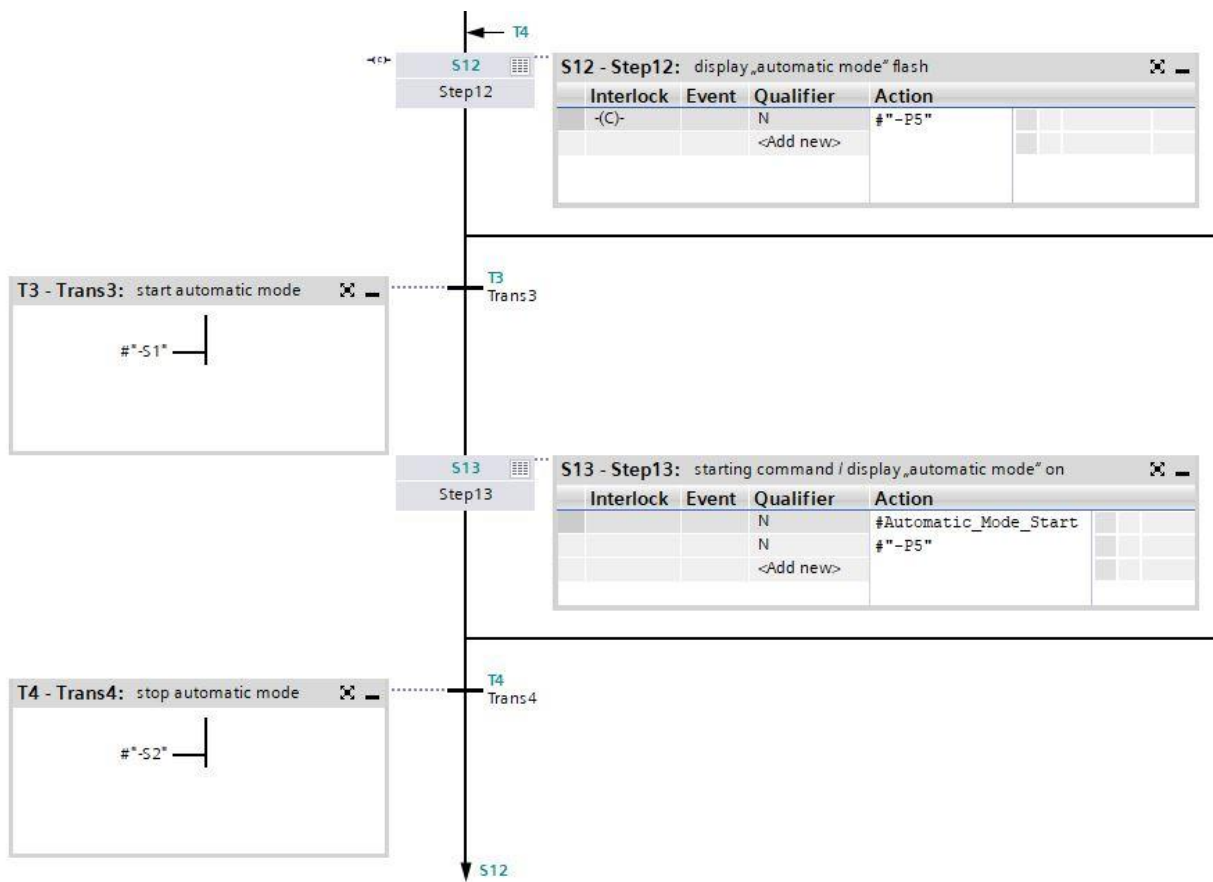 T4
-(C)-
S12
Step12
S12 - Step12: display „automatic mode“ flash
Interlock Event Qualifier Action
-(C)- N #"-P5"
<Add new>
T3 - Trans3: start automatic mode
T3
Trans3
#"-S1"
S13
Step13
S13 - Step13: starting command / display „automatic mode“ on
Interlock Event Qualifier Action
N #Automatic_Mode_Start
N #"-P5"
<Add new>
T4 - Trans4: stop automatic mode
T4
Trans4
#"-S2"
S12